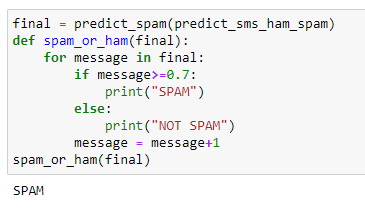 final = predict_spam(predict_sms_ham_spam)
def spam_or_ham(final):
    for message in final:
        if message>=0.7:
            print("SPAM")
        else:
            print("NOT SPAM")
        message = message+1
spam_or_ham(final)
SPAM